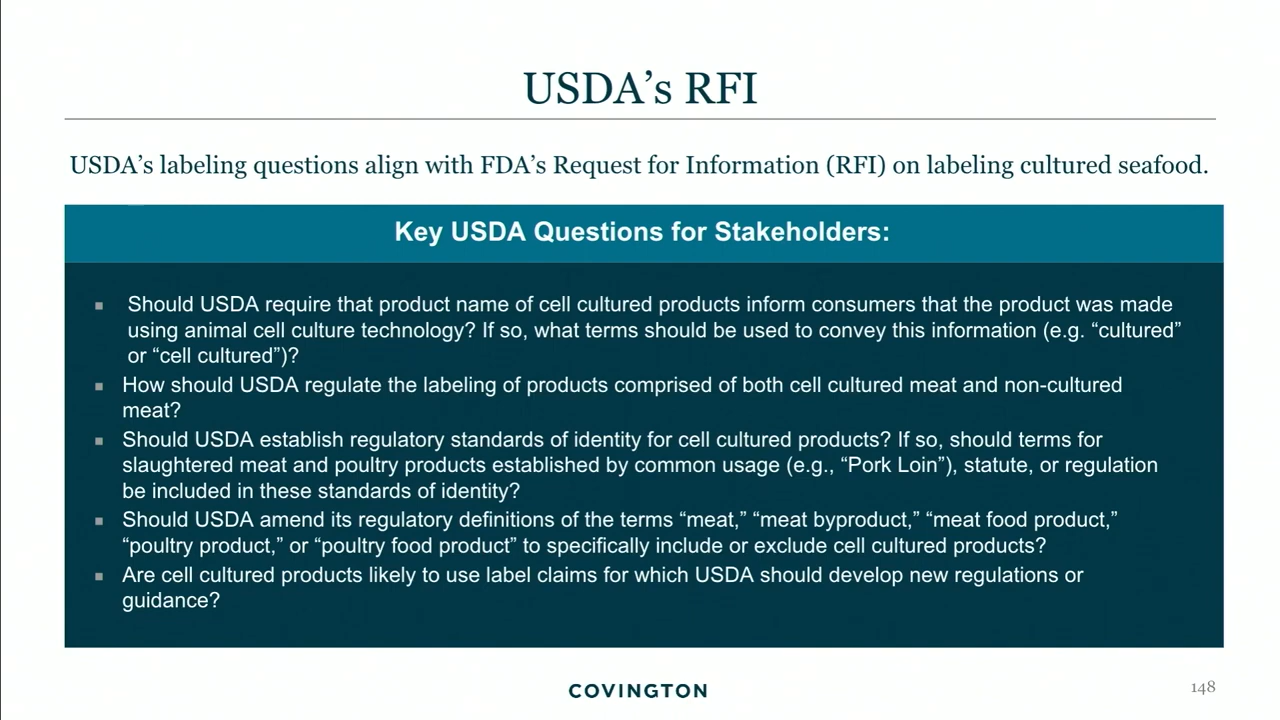 USDA’s RFI
USDA’s labeling questions align with FDA’s Request for Information (RFI) on labeling cultured seafood.
Key USDA Questions for Stakeholders:
▪ Should USDA require that product name of cell cultured products inform consumers that the product was made
using animal cell culture technology? If so, what terms should be used to convey this information (e.g. “cultured”
or “cell cultured”)?
▪ How should USDA regulate the labeling of products comprised of both cell cultured meat and non-cultured
meat?
▪ Should USDA establish regulatory standards of identity for cell cultured products? If so, should terms for
slaughtered meat and poultry products established by common usage (e.g., “Pork Loin”), statute, or regulation
be included in these standards of identity?
▪ Should USDA amend its regulatory definitions of the terms “meat,” “meat byproduct,” “meat food product,”
“poultry product,” or “poultry food product” to specifically include or exclude cell cultured products?
▪ Are cell cultured products likely to use label claims for which USDA should develop new regulations or
guidance?
COVINGTON
148